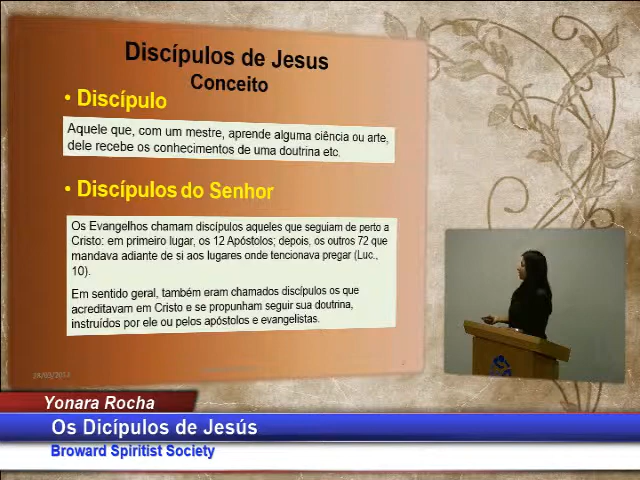 Discípulos de Jesus
Conceito
• Discípulo
Aquele que, com um mestre, aprende alguma ciência ou arte,
dele recebe os conhecimentos de uma doutrina etc.
• Discípulos do Senhor
Os Evangelhos chamam discípulos aqueles que seguiam de perto a
Cristo: em primeiro lugar, os 12 Apóstolos; depois, os outros 72 que
mandava adiante de si aos lugares onde tencionava pregar (Luc.,
10).
Em sentido geral, também eram chamados discípulos os que
acreditavam em Cristo e se propunham seguir sua doutrina,
instruídos por ele ou pelos apóstolos e evangelistas.
Yonara Rocha
Os Dicípulos de Jesús
Broward Spiritist Society